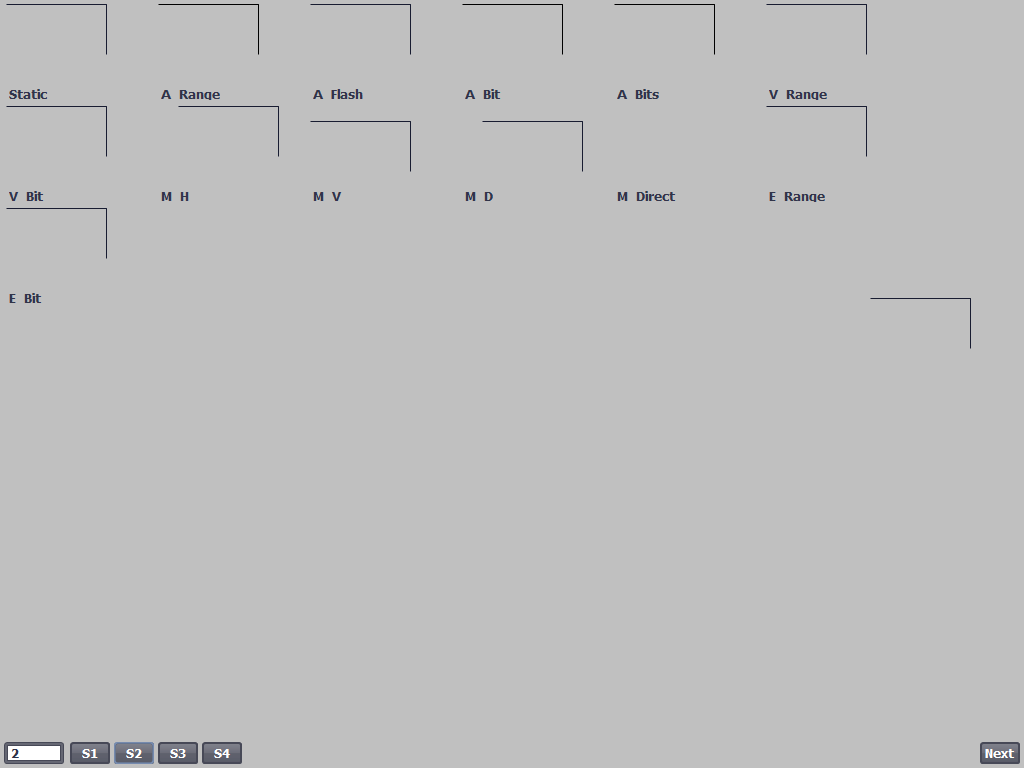 Static A Range A Flash A Bit A Bits V Range
V Bit M H M V M D M Direct E Range
E Bit
2 S1 S2 S3 S4 Next